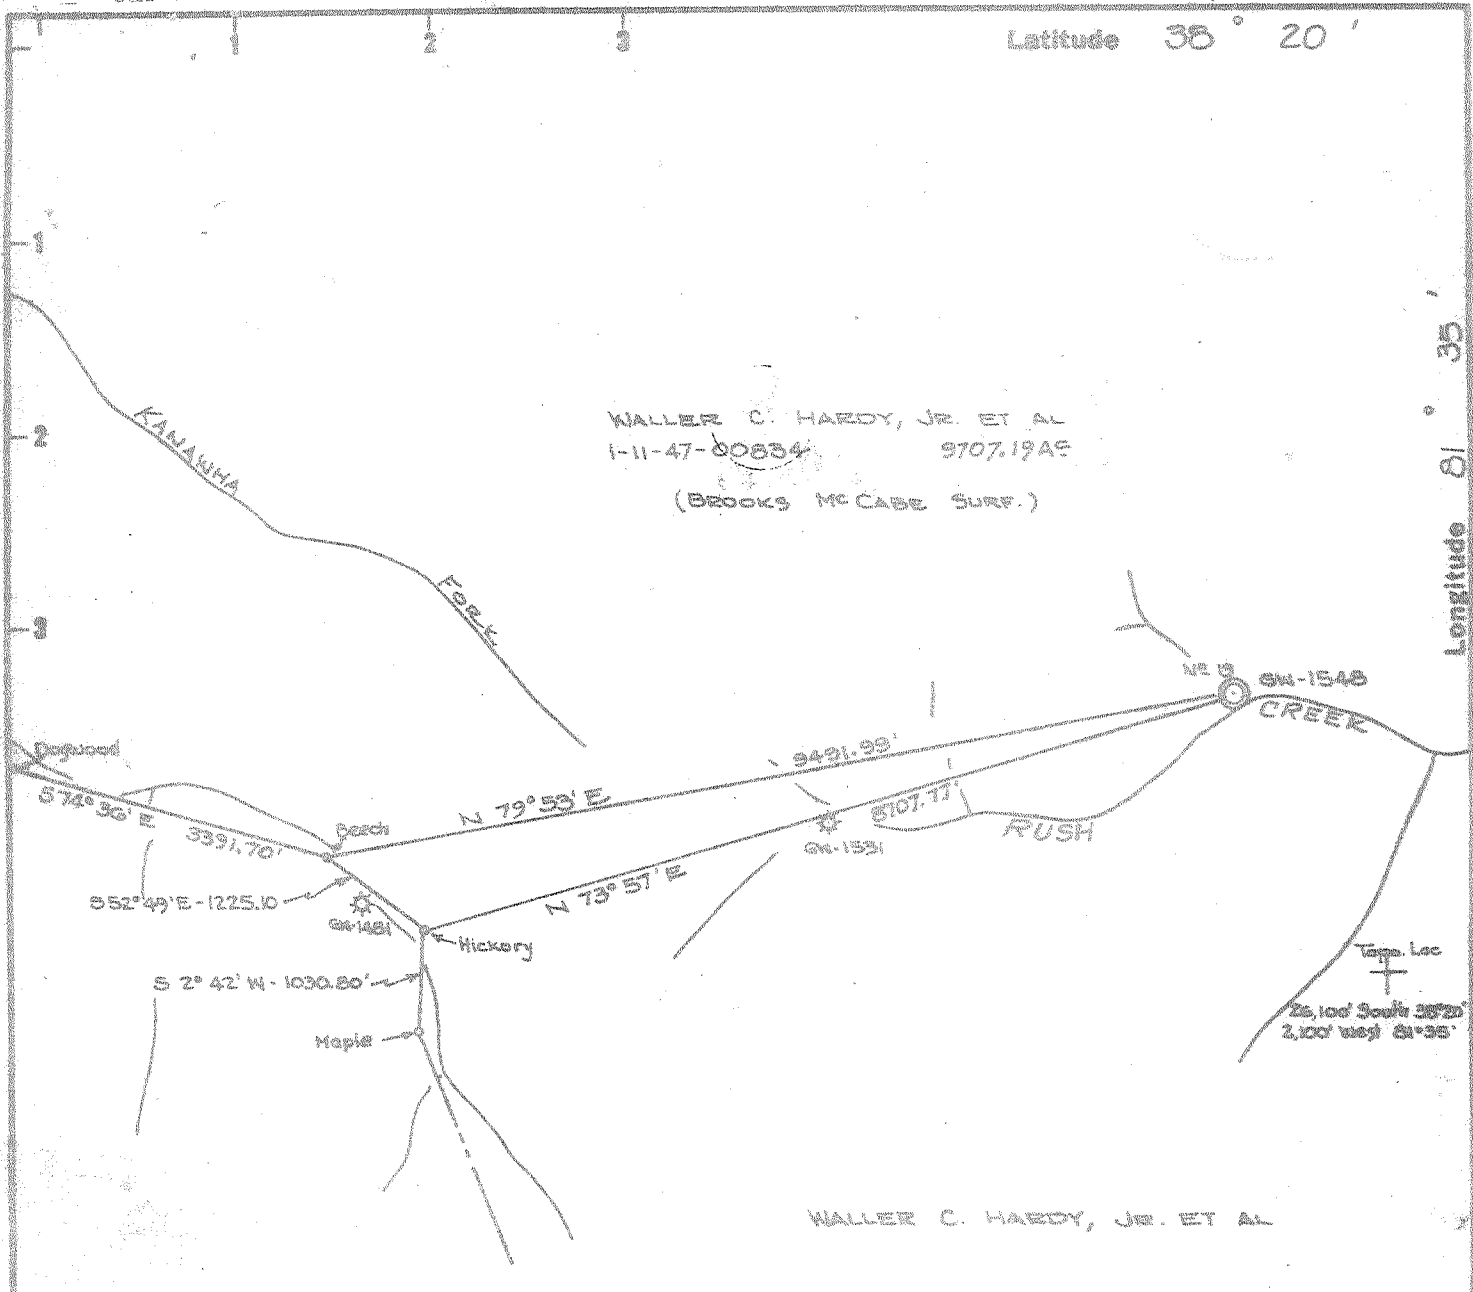 1 2 3
Latitude 38° 20'
1
2
3
Longitude 81° 35'
KANAWHA FORK
WALLER C. HARDY, JR. ET AL
1-11-47-00834 9707.19 AC
(BROOKS Mc CABE SURF.)
No 19
GW-1548
RUSH CREEK
Dogwood
S 74° 36' E
3391.70'
Beech
N 79° 53' E
9491.99'
8707.77'
GW-1531
N 73° 57' E
S 52° 49' E - 1225.10
GW-1481
Hickory
S 2° 42' W - 1030.80'
Maple
Topo. Loc
26,100' South 38°20'
2,100' West 81°35'
WALLER C. HARDY, JR. ET AL